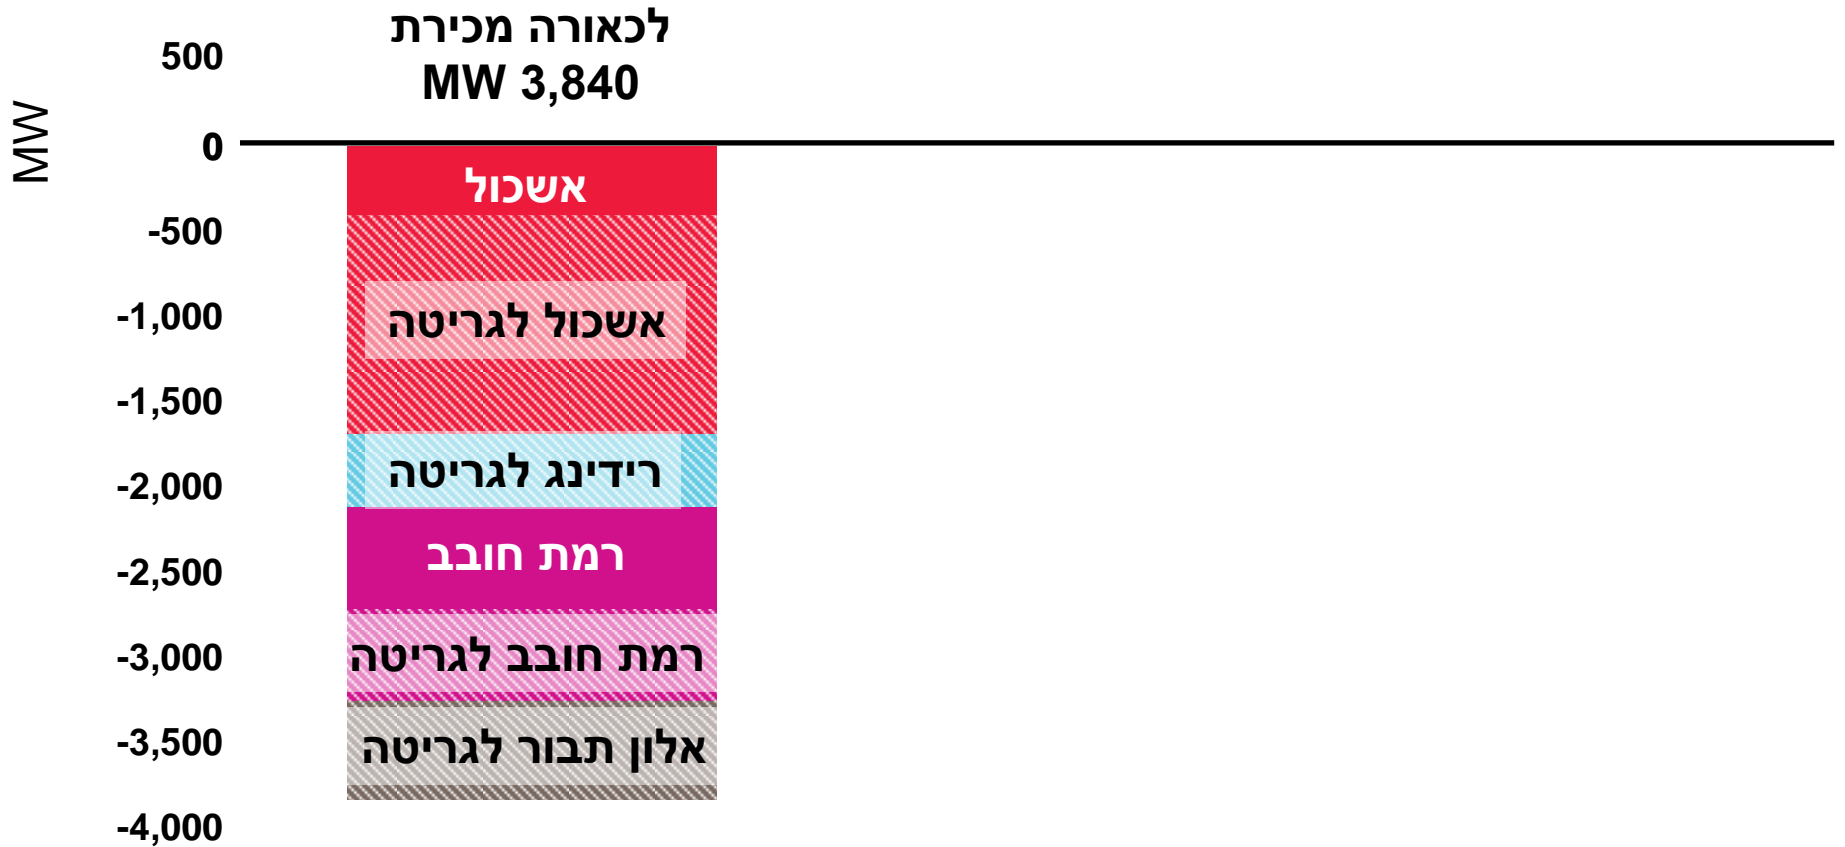 לכאורה מכירת
3,840 MW
MW
500
0
-500
-1,000
-1,500
-2,000
-2,500
-3,000
-3,500
-4,000
אשכול
אשכול לגריטה
רידינג לגריטה
רמת חובב
רמת חובב לגריטה
אלון תבור לגריטה